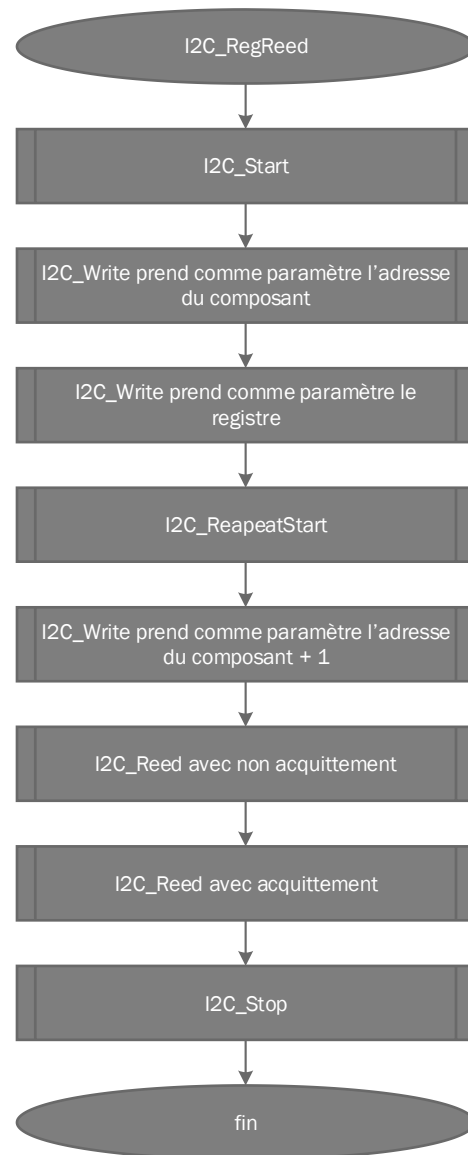 I2C_RegReed
I2C_Start
I2C_Write prend comme paramètre l’adresse
du composant
I2C_Write prend comme paramètre le
registre
I2C_ReapeatStart
I2C_Write prend comme paramètre l’adresse
du composant + 1
I2C_Reed avec non acquittement
I2C_Reed avec acquittement
I2C_Stop
fin